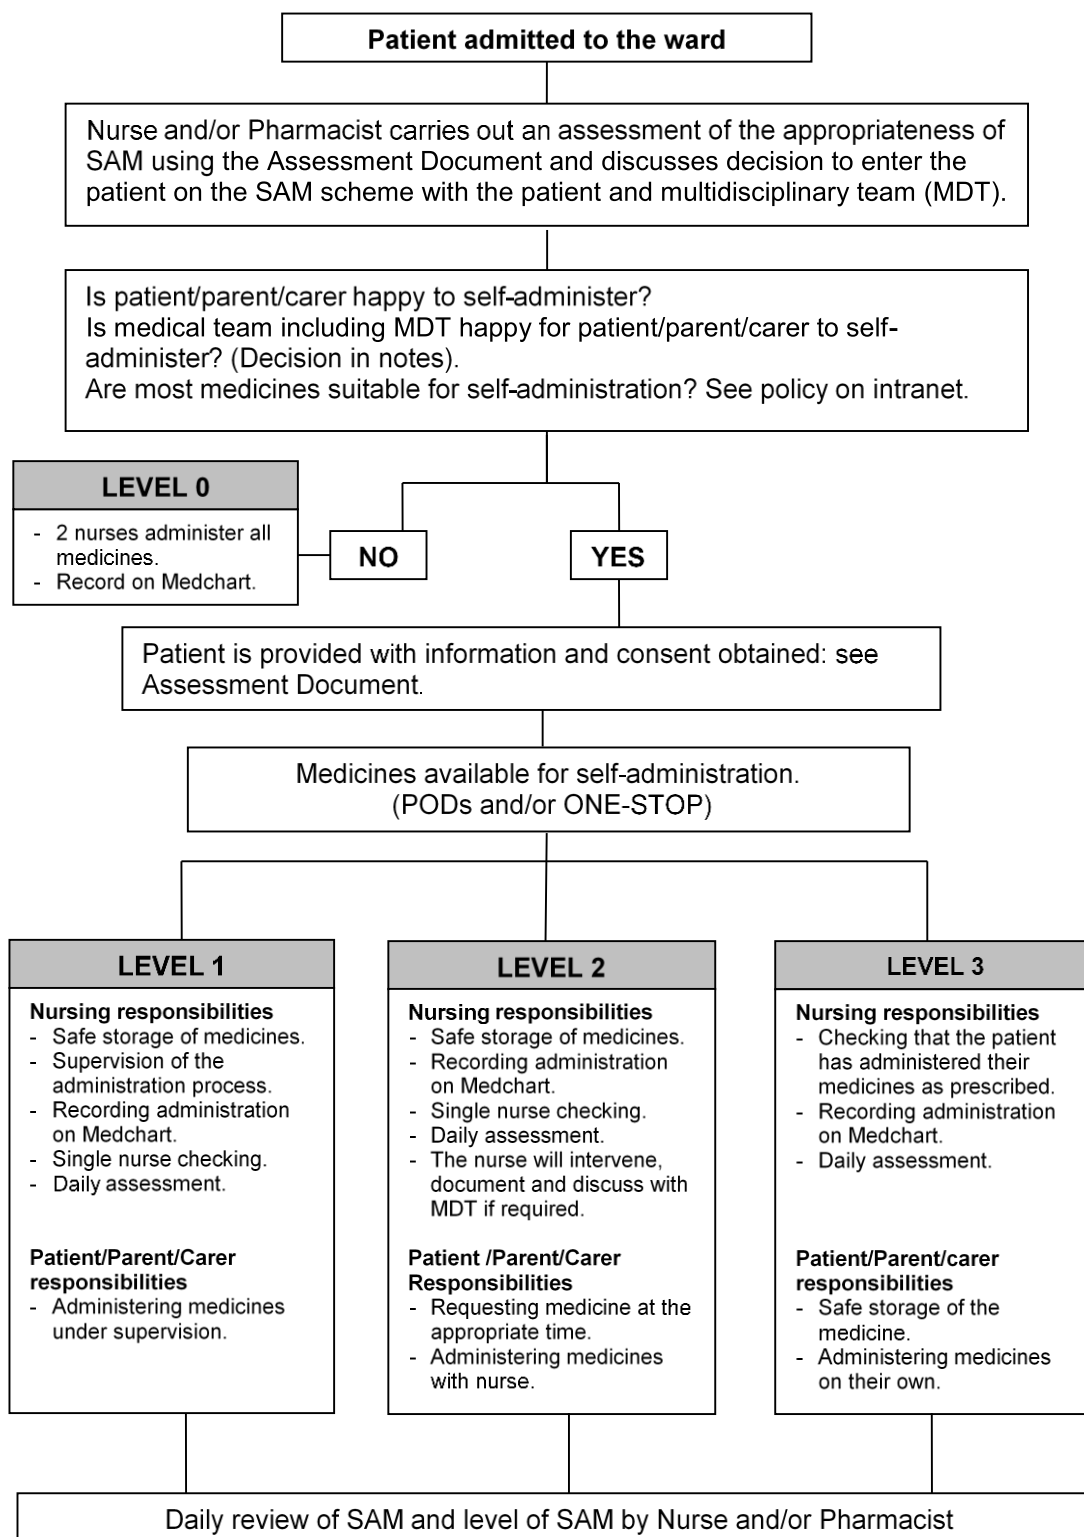 Patient admitted to the ward
Nurse and/or Pharmacist carries out an assessment of the appropriateness of
SAM using the Assessment Document and discusses decision to enter the
patient on the SAM scheme with the patient and multidisciplinary team (MDT).
Is patient/parent/carer happy to self-administer?
Is medical team including MDT happy for patient/parent/carer to self-
administer? (Decision in notes).
Are most medicines suitable for self-administration? See policy on intranet.
LEVEL 0
- 2 nurses administer all
medicines.
- Record on Medchart.
NO
YES
Patient is provided with information and consent obtained: see
Assessment Document.
Medicines available for self-administration.
(PODs and/or ONE-STOP)
LEVEL 1
Nursing responsibilities
- Safe storage of medicines.
- Supervision of the
administration process.
- Recording administration
on Medchart.
- Single nurse checking.
- Daily assessment.
Patient/Parent/Carer
responsibilities
- Administering medicines
under supervision.
LEVEL 2
Nursing responsibilities
- Safe storage of medicines.
- Recording administration
on Medchart.
- Single nurse checking.
- Daily assessment.
- The nurse will intervene,
document and discuss with
MDT if required.
Patient /Parent/Carer
Responsibilities
- Requesting medicine at the
appropriate time.
- Administering medicines
with nurse.
LEVEL 3
Nursing responsibilities
- Checking that the patient
has administered their
medicines as prescribed.
- Recording administration
on Medchart.
- Daily assessment.
Patient/Parent/carer
responsibilities
- Safe storage of the
medicine.
- Administering medicines
on their own.
Daily review of SAM and level of SAM by Nurse and/or Pharmacist